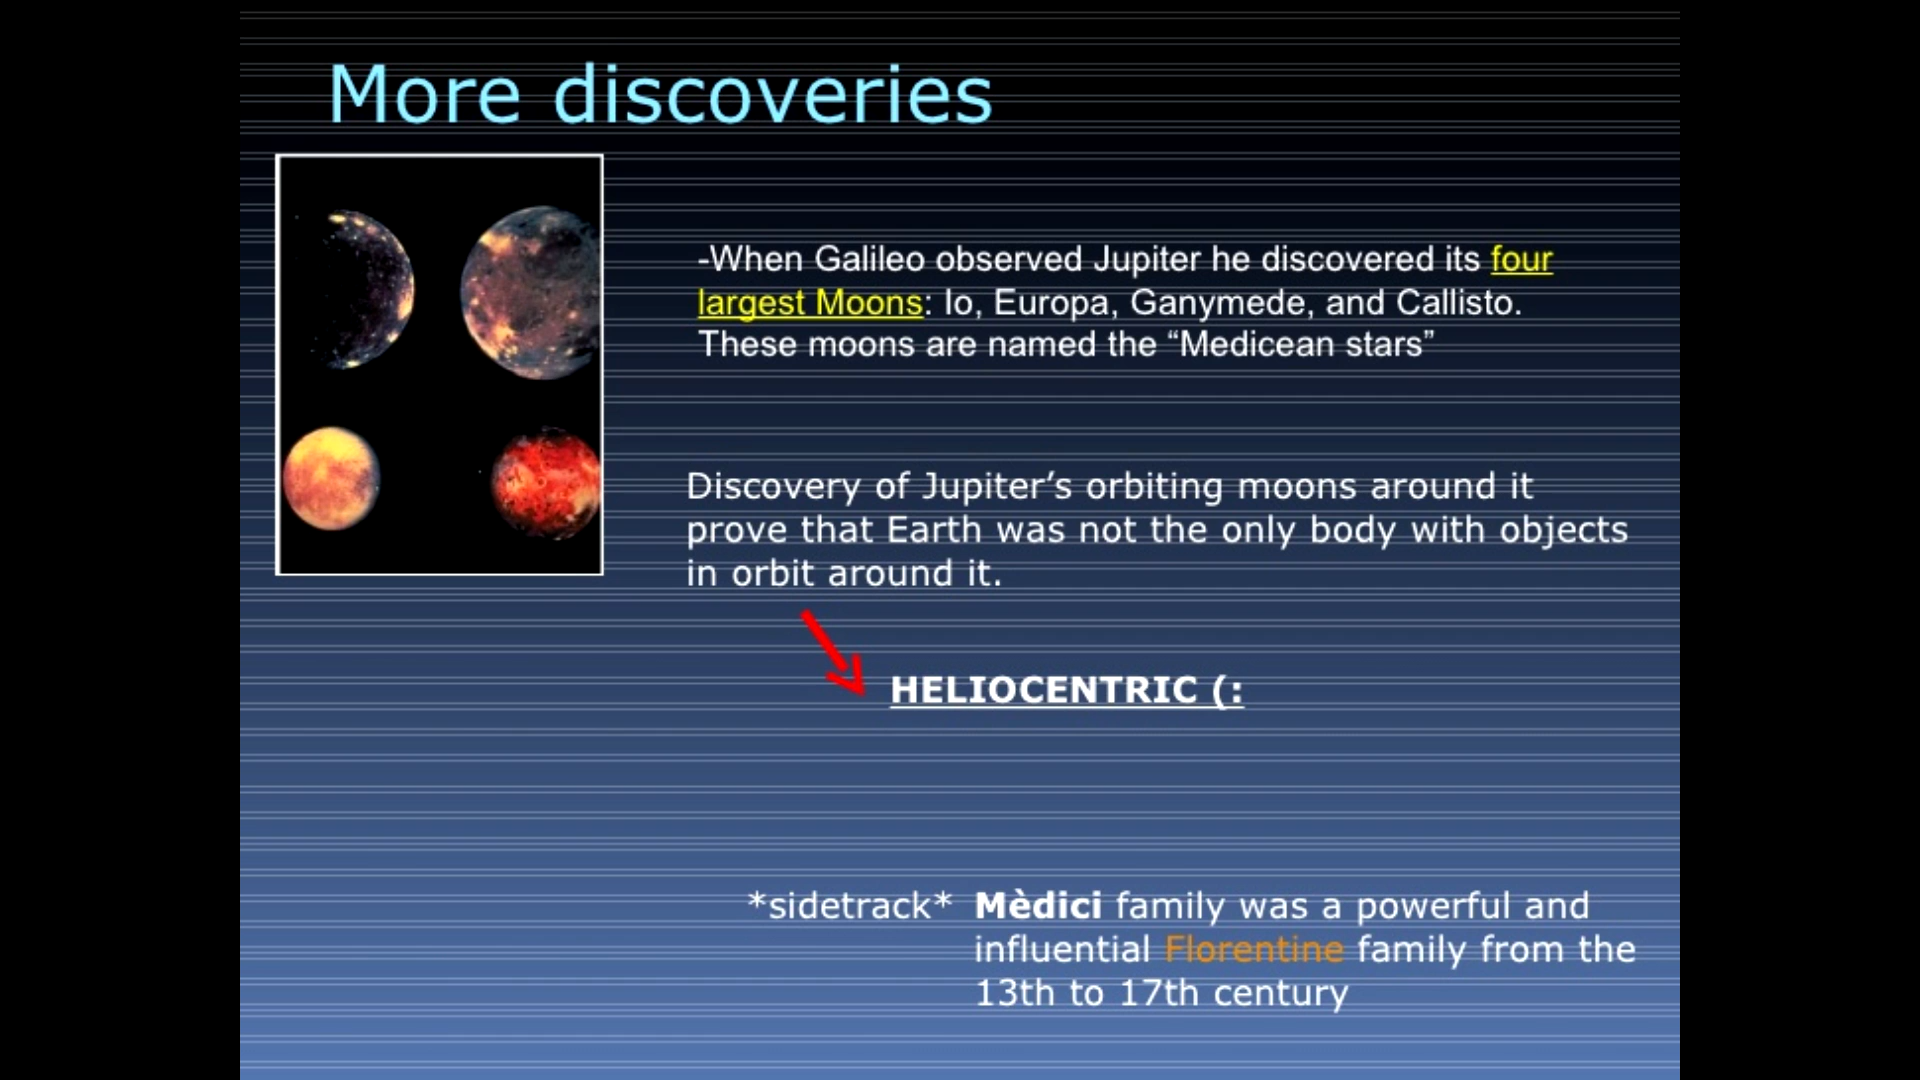 More discoveries
-When Galileo observed Jupiter he discovered its four
largest Moons: Io, Europa, Ganymede, and Callisto.
These moons are named the “Medicean stars”
Discovery of Jupiter’s orbiting moons around it
prove that Earth was not the only body with objects
in orbit around it.
HELIOCENTRIC (:
*sidetrack* Mèdici family was a powerful and
influential Florentine family from the
13th to 17th century